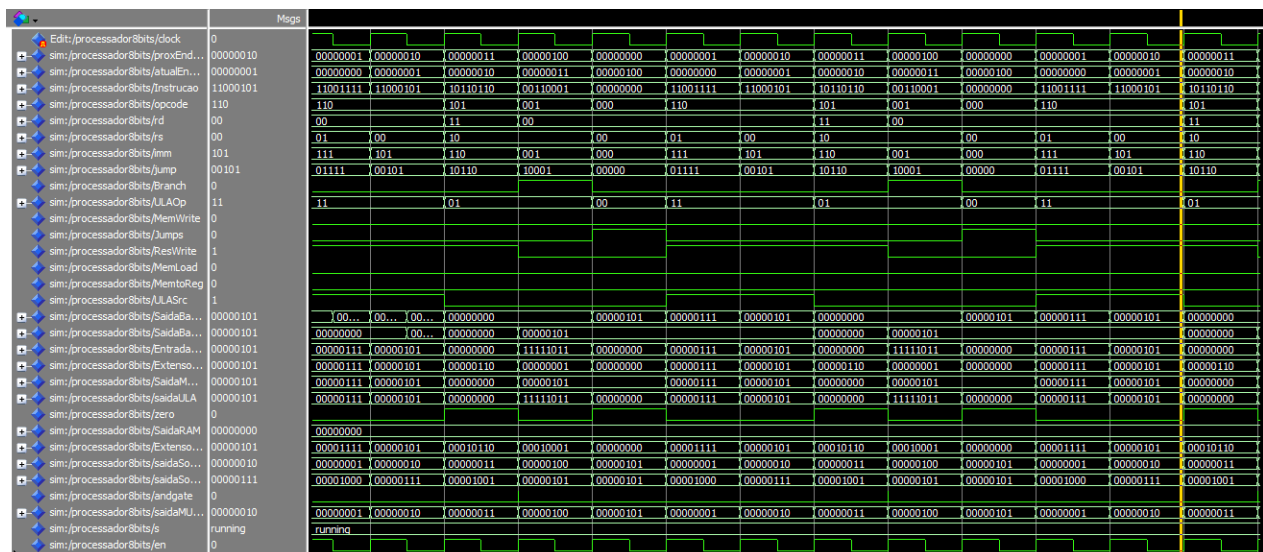 Msgs
Edit:/processador8bits/clock 0
sim:/processador8bits/proxEnd... 00000010 00000001 00000010 00000011 00000100 00000000 00000001 00000010 00000011 00000100 00000000 00000001 00000010 00000011
sim:/processador8bits/atualEn... 00000001 00000000 00000001 00000010 00000011 00000100 00000000 00000001 00000010 00000011 00000100 00000000 00000001 00000010
sim:/processador8bits/Instrucao 11000101 11001111 11000101 10110110 00110001 00000000 11001111 11000101 10110110 00110001 00000000 11001111 11000101 10110110
sim:/processador8bits/opcode 110 110 101 001 000 110 101 001 000 110 101
sim:/processador8bits/rd 00 00 11 00 11 00 11
sim:/processador8bits/rs 00 01 00 10 00 01 00 10 00 01 00 10
sim:/processador8bits/imm 101 111 101 110 001 000 111 101 110 001 000 111 101 110
sim:/processador8bits/jump 00101 01111 00101 10110 10001 00000 01111 00101 10110 10001 00000 01111 00101 10110
sim:/processador8bits/Branch 0
sim:/processador8bits/ULAOp 11 11 01 00 11 01 00 11 01
sim:/processador8bits/MemWrite 0
sim:/processador8bits/Jumps 0
sim:/processador8bits/ResWrite 1
sim:/processador8bits/MemLoad 0
sim:/processador8bits/MemtoReg 0
sim:/processador8bits/ULASrc 1
sim:/processador8bits/SaidaBa... 00000101 00... 00... 00... 00000000 00000101 00000111 00000101 00000000 00000101 00000111 00000101 00000000
sim:/processador8bits/SaidaBa... 00000101 00000000 00... 00000000 00000101 00000000 00000101 00000000
sim:/processador8bits/Entrada... 00000101 00000111 00000101 00000000 11111011 00000000 00000111 00000101 00000000 11111011 00000000 00000111 00000101 00000000
sim:/processador8bits/Extenso... 00000101 00000111 00000101 00000110 00000001 00000000 00000111 00000101 00000110 00000001 00000000 00000111 00000101 00000110
sim:/processador8bits/SaidaM... 00000101 00000111 00000101 00000000 00000101 00000111 00000101 00000000 00000101 00000111 00000101 00000000
sim:/processador8bits/saidaULA 00000101 00000111 00000101 00000000 11111011 00000000 00000111 00000101 00000000 11111011 00000000 00000111 00000101 00000000
sim:/processador8bits/zero 0
sim:/processador8bits/SaidaRAM 00000000 00000000
sim:/processador8bits/Extenso... 00000101 00001111 00000101 00010110 00010001 00000000 00001111 00000101 00010110 00010001 00000000 00001111 00000101 00010110
sim:/processador8bits/saidaSo... 00000010 00000001 00000010 00000011 00000100 00000101 00000001 00000010 00000011 00000100 00000101 00000001 00000010 00000011
sim:/processador8bits/saidaSo... 00000111 00001000 00000111 00001001 00000101 00000101 00001000 00000111 00001001 00000101 00000101 00001000 00000111 00001001
sim:/processador8bits/andgate 0
sim:/processador8bits/saidaMU... 00000010 00000001 00000010 00000011 00000100 00000101 00000001 00000010 00000011 00000100 00000101 00000001 00000010 00000011
sim:/processador8bits/s running running
sim:/processador8bits/en 0